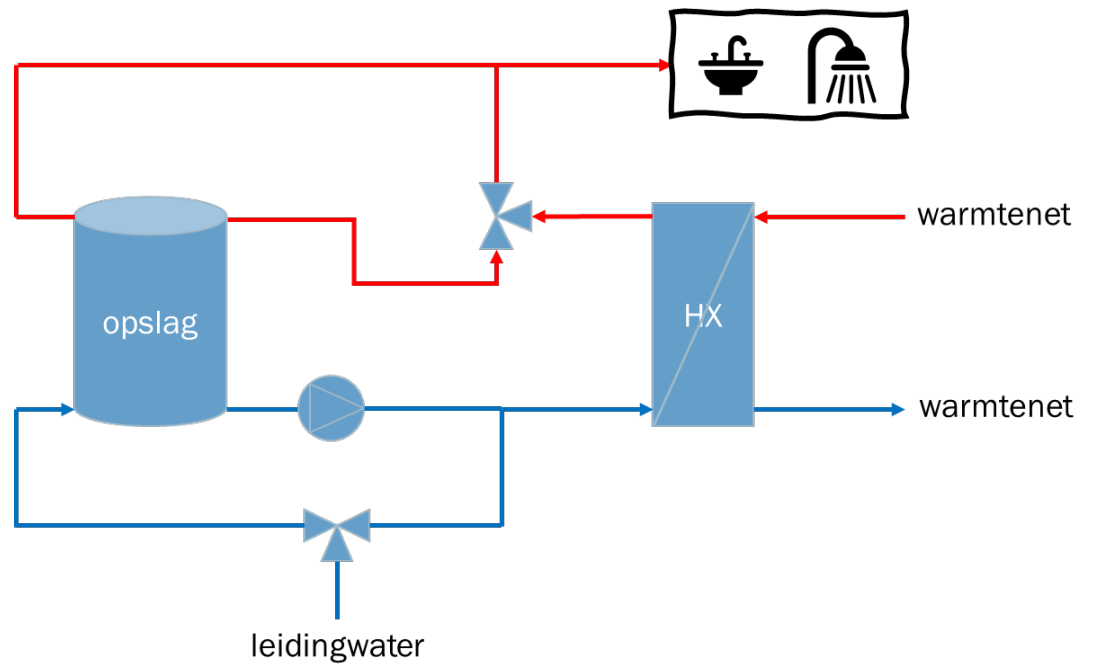 warmtenet
opslag
HX
warmtenet
leidingwater